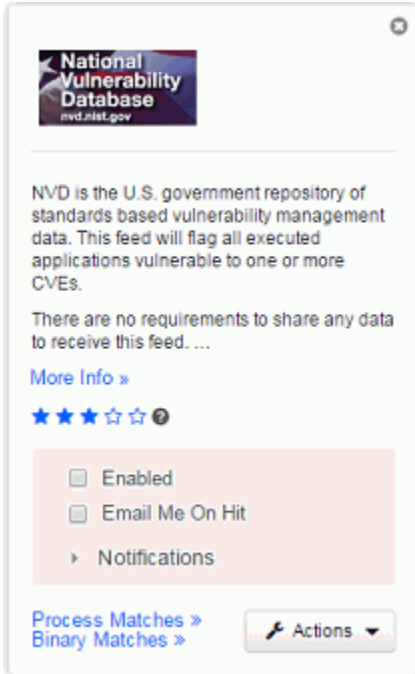 National
Vulnerability
Database
nvd.nist.gov
NVD is the U.S. government repository of
standards based vulnerability management
data. This feed will flag all executed
applications vulnerable to one or more
CVEs.
There are no requirements to share any data
to receive this feed. ...
More Info »
Enabled
Email Me On Hit
Notifications
Process Matches »
Binary Matches »
Actions